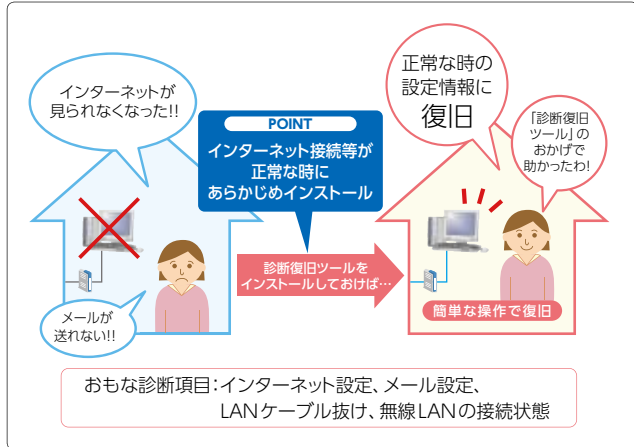 インターネットが
見られなくなった!!
メールが
送れない!!
POINT
インターネット接続等が
正常な時に
あらかじめインストール
診断復旧ツールを
インストールしておけば…
正常な時の
設定情報に
復旧
「診断復旧
ツール」の
おかげで
助かったわ!
簡単な操作で復旧
おもな診断項目:インターネット設定、メール設定、
LANケーブル抜け、無線LANの接続状態